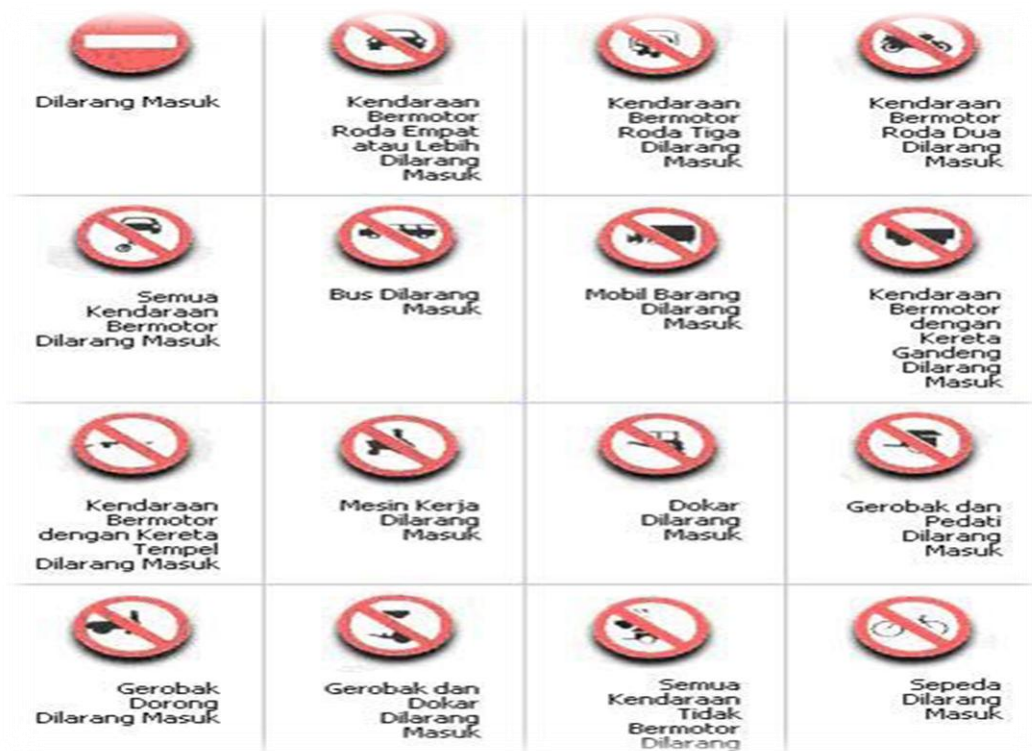 Dilarang Masuk
Kendaraan
Bermotor
Roda Empat
atau Lebih
Dilarang
Masuk
Kendaraan
Bermotor
Roda Tiga
Dilarang
Masuk
Kendaraan
Bermotor
Roda Dua
Dilarang
Masuk
Semua
Kendaraan
Bermotor
Dilarang Masuk
Bus Dilarang
Masuk
Mobil Barang
Dilarang
Masuk
Kendaraan
Bermotor
dengan
Kereta
Gandeng
Dilarang
Masuk
Kendaraan
Bermotor
dengan Kereta
Tempel
Dilarang Masuk
Mesin Kerja
Dilarang
Masuk
Dokar
Dilarang
Masuk
Gerobak dan
Pedati
Dilarang
Masuk
Gerobak
Dorong
Dilarang Masuk
Gerobak dan
Dokar
Dilarang
Masuk
Semua
Kendaraan
Tidak
Bermotor
Dilarang
Sepeda
Dilarang
Masuk